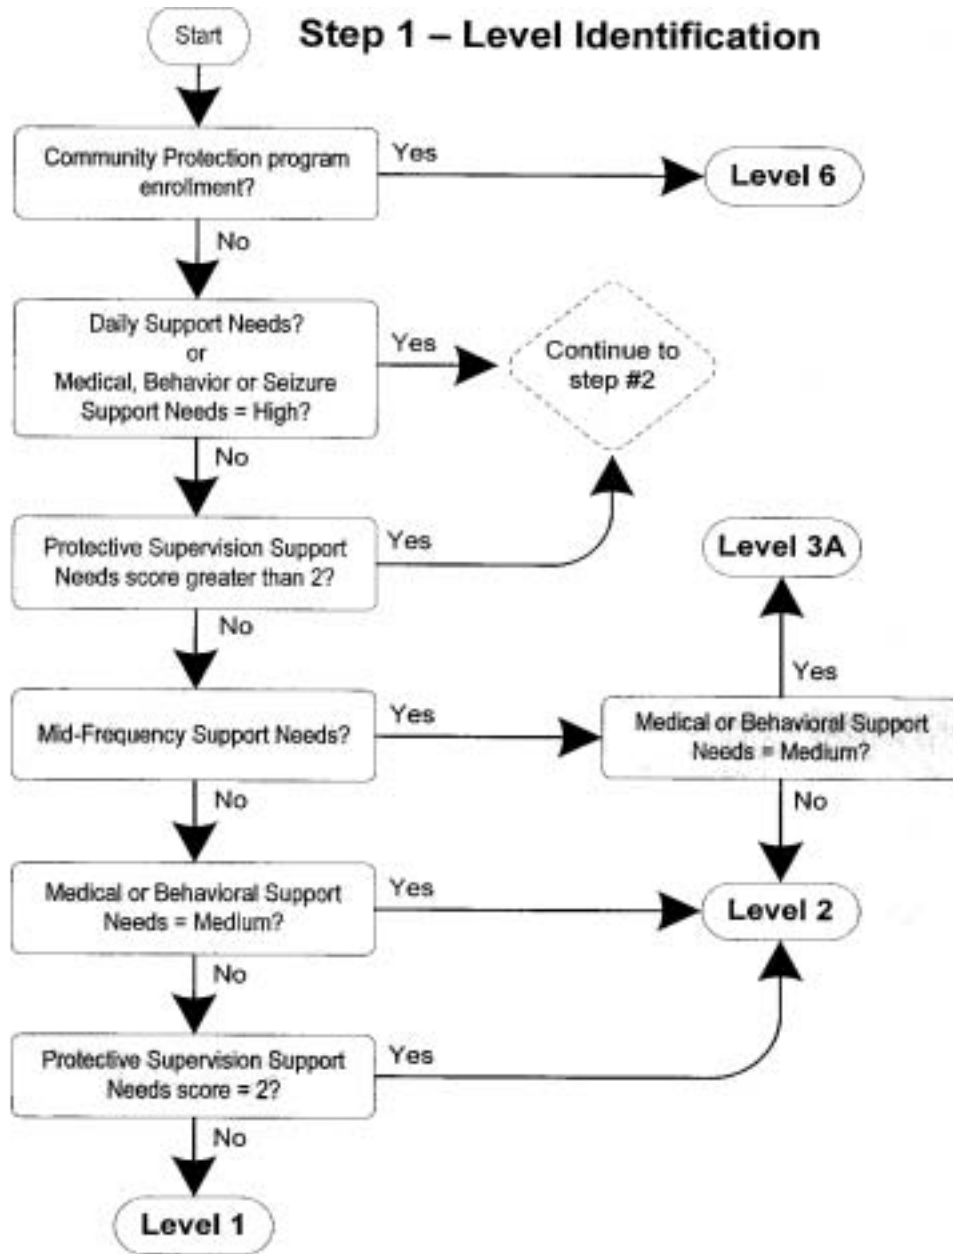 Start
Step 1 – Level Identification
Community Protection program
enrollment?
Yes
Level 6
No
Daily Support Needs?
or
Medical, Behavior or Seizure
Support Needs = High?
Yes
Continue to
step #2
No
Protective Supervision Support
Needs score greater than 2?
Yes
Level 3A
No
Yes
Mid-Frequency Support Needs?
Yes
Medical or Behavioral Support
Needs = Medium?
No
No
Medical or Behavioral Support
Needs = Medium?
Yes
Level 2
No
Protective Supervision Support
Needs score = 2?
Yes
No
Level 1